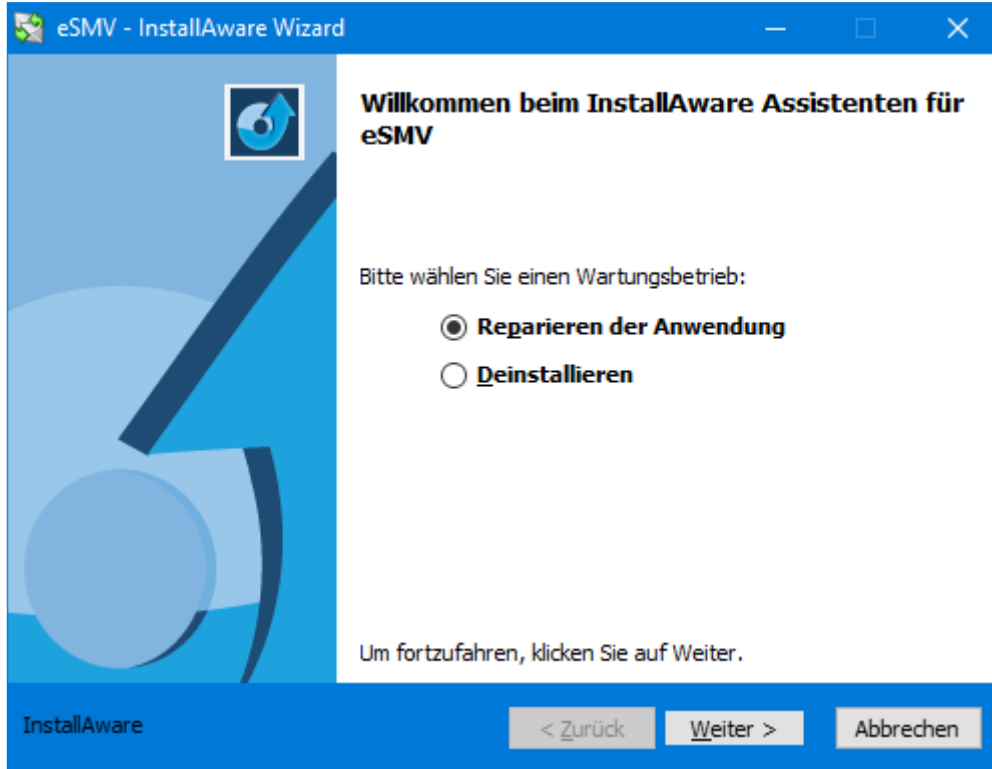 eSMV - InstallAware Wizard
Willkommen beim InstallAware Assistenten für
eSMV
Bitte wählen Sie einen Wartungsbetrieb:
Reparieren der Anwendung
Deinstallieren
Um fortzufahren, klicken Sie auf Weiter.
InstallAware
< Zurück
Weiter >
Abbrechen